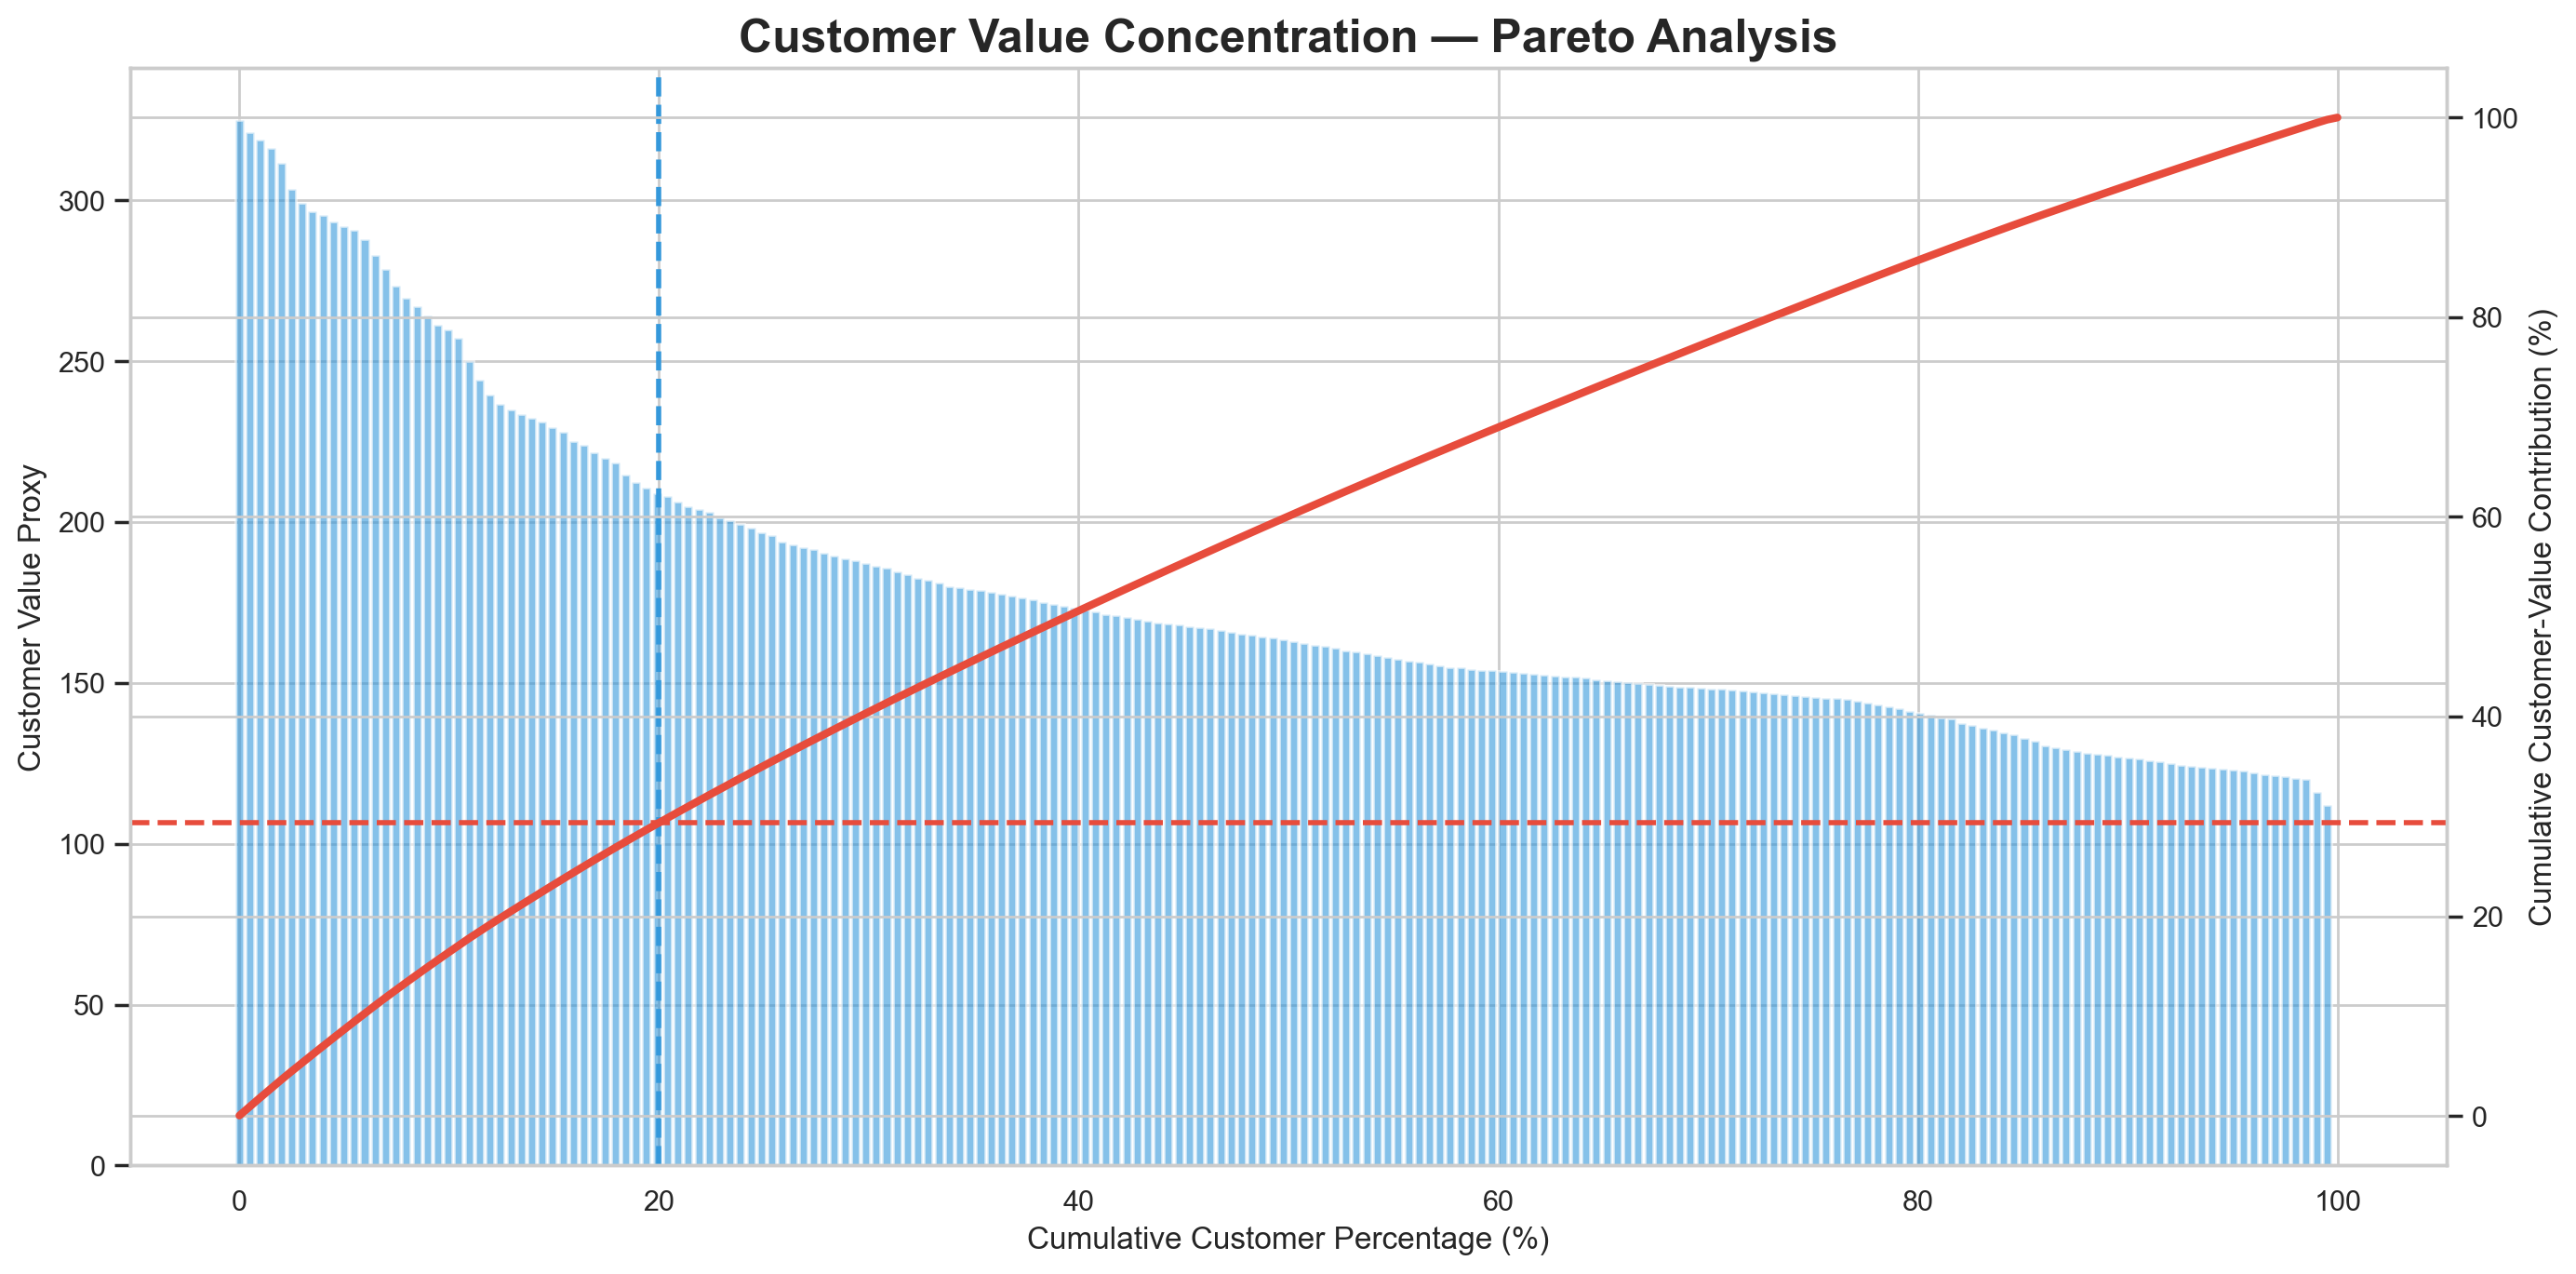 Customer Value Concentration — Pareto Analysis
Customer Value Proxy
300
250
200
150
100
50
0
100
80
60
40
20
0
Cumulative Customer-Value Contribution (%)
0 20 40 60 80 100
Cumulative Customer Percentage (%)